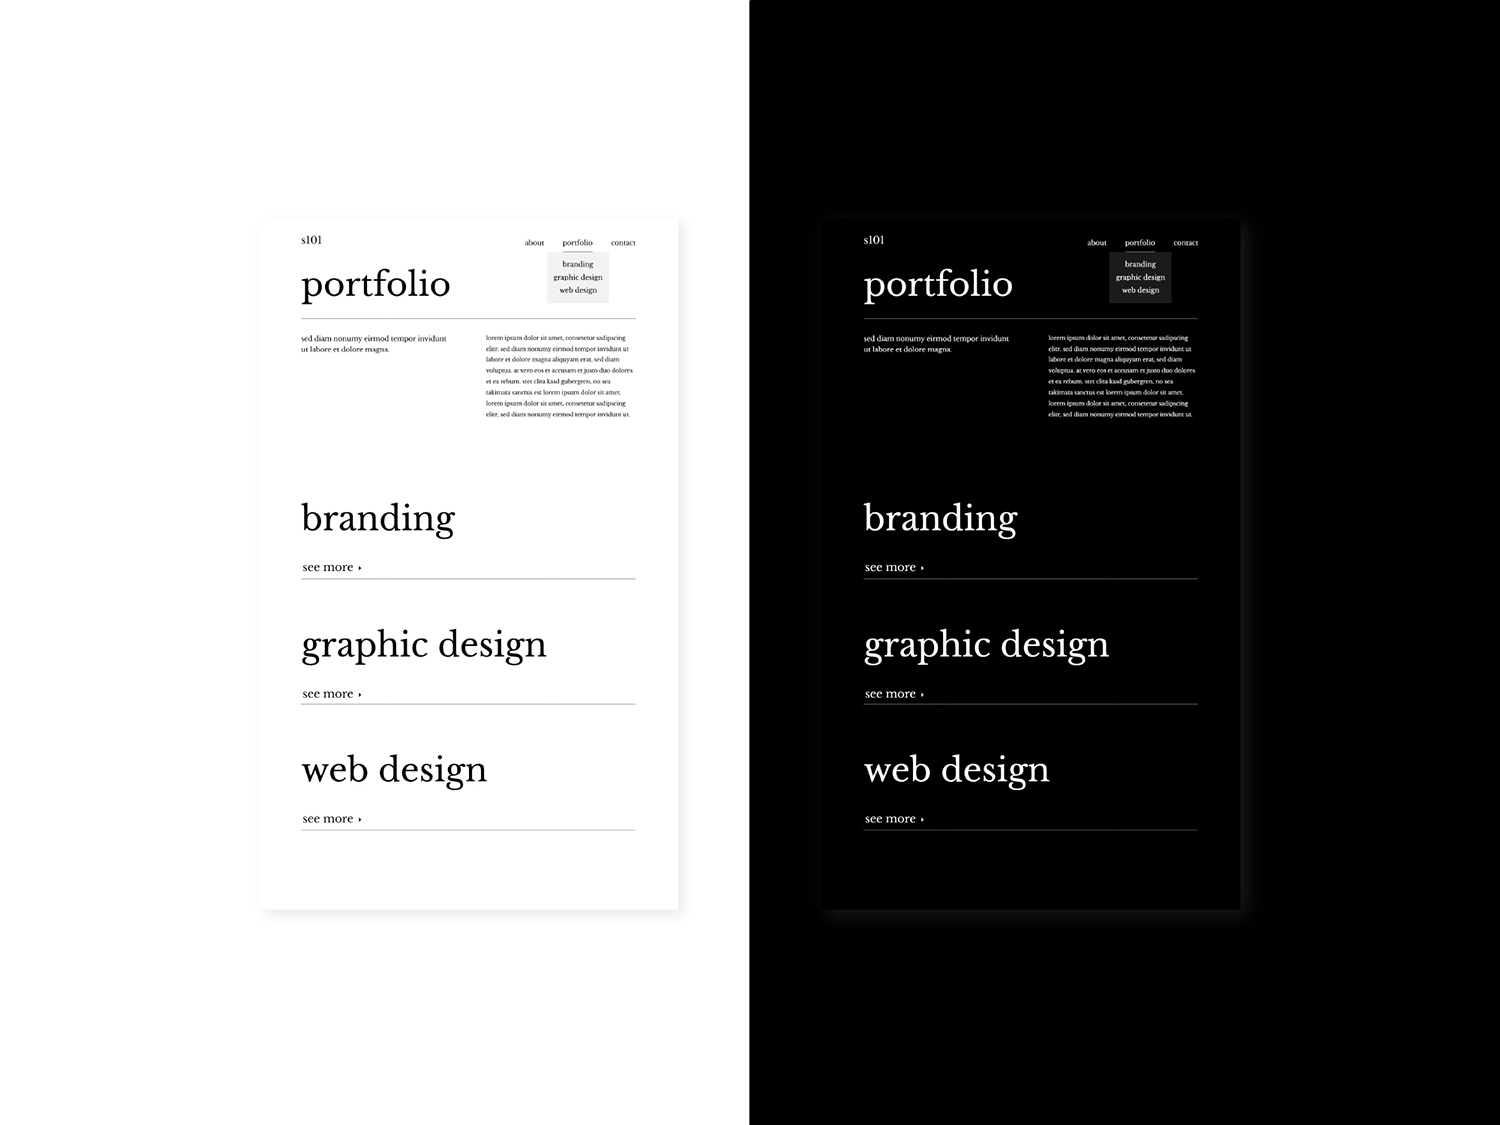 s101
about portfolio contact
branding
graphic design
web design
portfolio
sed diam nonumy eirmod tempor invidunt
ut labore et dolore magna.
lorem ipsum dolor sit amet, consetetur sadipscing
elitr, sed diam nonumy eirmod tempor invidunt ut
labore et dolore magna aliquyam erat, sed diam
voluptua. at vero eos et accusam et justo duo dolores
et ea rebum. stet clita kasd gubergren, no sea
takimata sanctus est lorem ipsum dolor sit amet.
lorem ipsum dolor sit amet, consetetur sadipscing
elitr, sed diam nonumy eirmod tempor invidunt ut.
branding
see more
graphic design
see more
web design
see more
s101
about portfolio contact
branding
graphic design
web design
portfolio
sed diam nonumy eirmod tempor invidunt
ut labore et dolore magna.
lorem ipsum dolor sit amet, consetetur sadipscing
elitr, sed diam nonumy eirmod tempor invidunt ut
labore et dolore magna aliquyam erat, sed diam
voluptua. at vero eos et accusam et justo duo dolores
et ea rebum. stet clita kasd gubergren, no sea
takimata sanctus est lorem ipsum dolor sit amet.
lorem ipsum dolor sit amet, consetetur sadipscing
elitr, sed diam nonumy eirmod tempor invidunt ut.
branding
see more
graphic design
see more
web design
see more